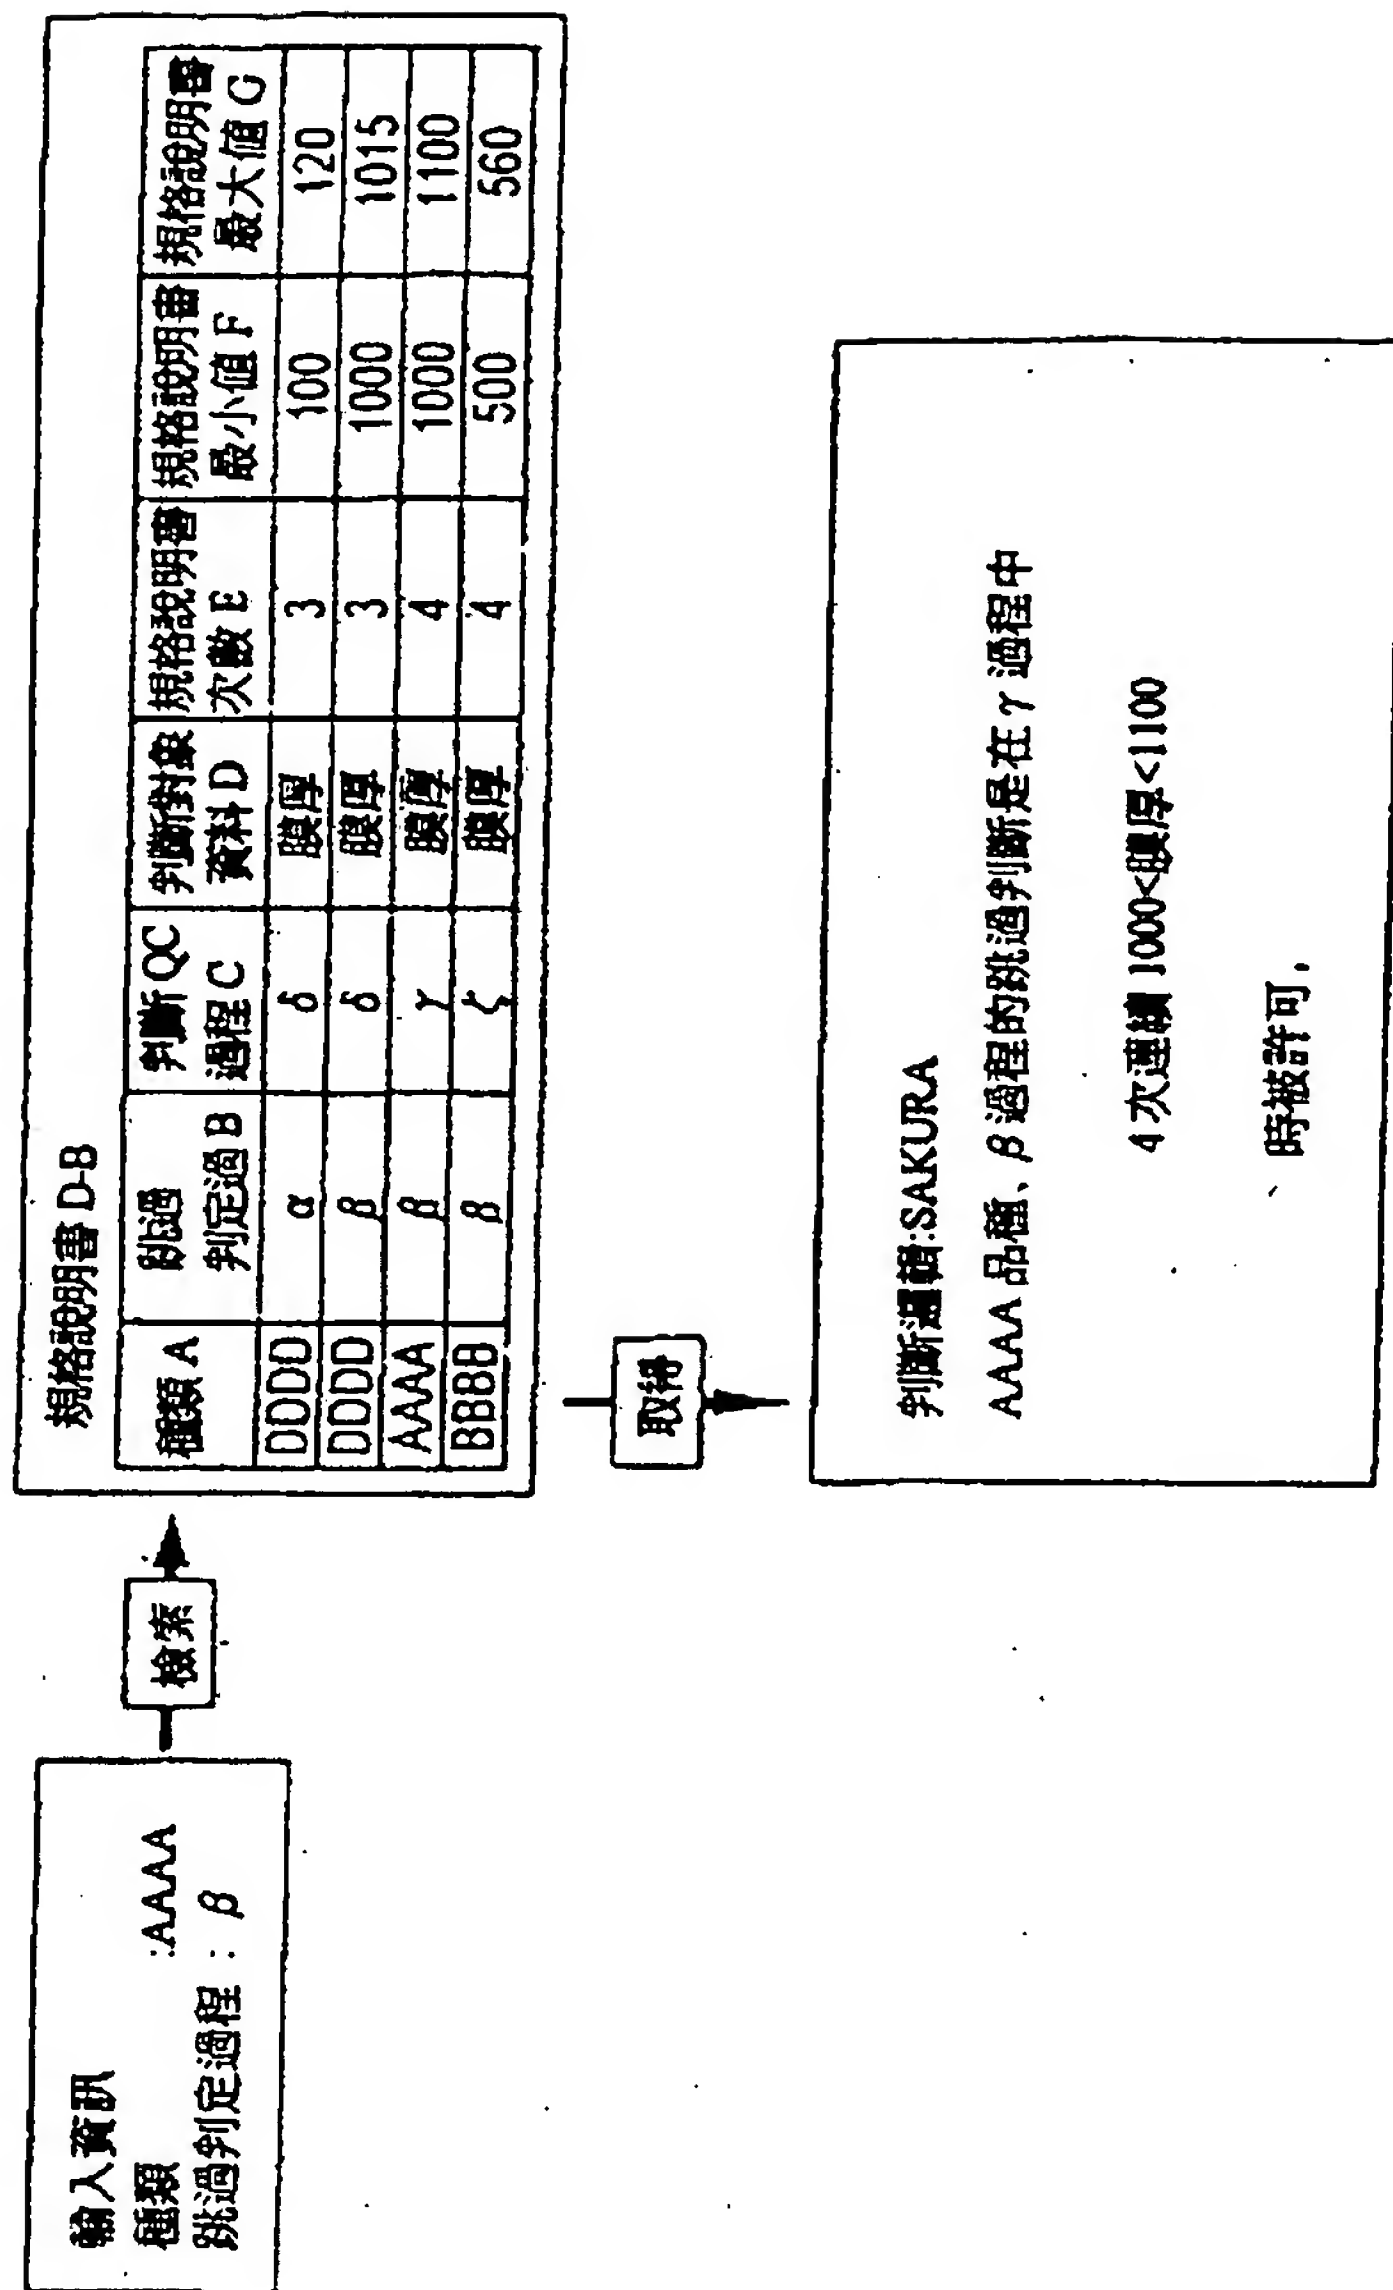 輸入資訊
種類 :AAAA
跳過判定過程 : β
檢索
規格說明書 D-B
種類 A 跳過判定過 B 判斷 QC 過程 C 判斷對象資料 D 規格說明書次數 E 規格說明書最小值 F 規格說明書最大值 G
DDDD α δ 膜厚 3 100 120
DDDD β δ 膜厚 3 1000 1015
AAAA β γ 膜厚 4 1000 1100
BBBB β ζ 膜厚 4 500 560
取得
判斷邏輯:SAKURA
AAAA 品種、β 過程的跳過判斷是在 γ 過程中
4 次連續 1000<膜厚<1100
時被許可.